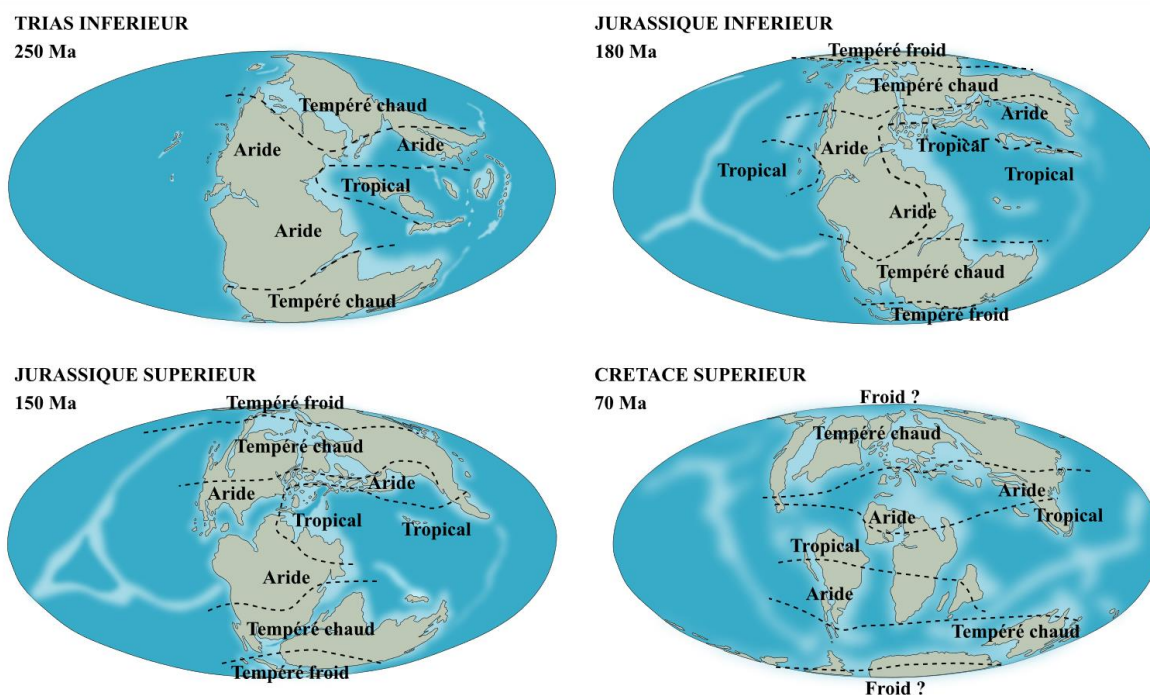 TRIAS INFERIEUR
250 Ma
Tempéré chaud
Aride
Aride
Tropical
Aride
Tempéré chaud
JURASSIQUE INFERIEUR
180 Ma
Tempéré froid
Tempéré chaud
Aride
Aride
Tropical
Tropical
Tropical
Aride
Tempéré chaud
Tempéré froid
JURASSIQUE SUPERIEUR
150 Ma
Tempéré froid
Tempéré chaud
Aride
Aride
Tropical
Tropical
Aride
Tempéré chaud
Tempéré froid
CRETACE SUPERIEUR
70 Ma
Froid ?
Tempéré chaud
Aride
Aride
Tropical
Tropical
Aride
Tempéré chaud
Froid ?